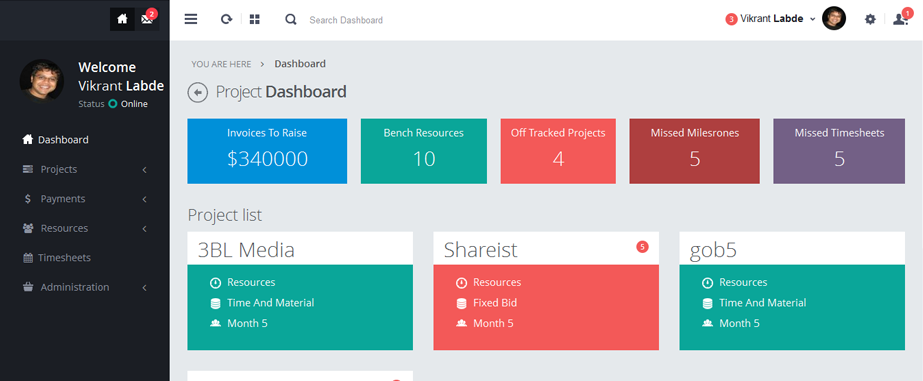 2
Search Dashboard
3 Vikrant Labde
1
Welcome
Vikrant Labde
Status Online
Dashboard
Projects
$ Payments
Resources
Timesheets
Administration
YOU ARE HERE > Dashboard
Project Dashboard
Invoices To Raise
$340000
Bench Resources
10
Off Tracked Projects
4
Missed Milesrones
5
Missed Timesheets
5
Project list
3BL Media
Resources
Time And Material
Month 5
Shareist 5
Resources
Fixed Bid
Month 5
gob5
Resources
Time And Material
Month 5